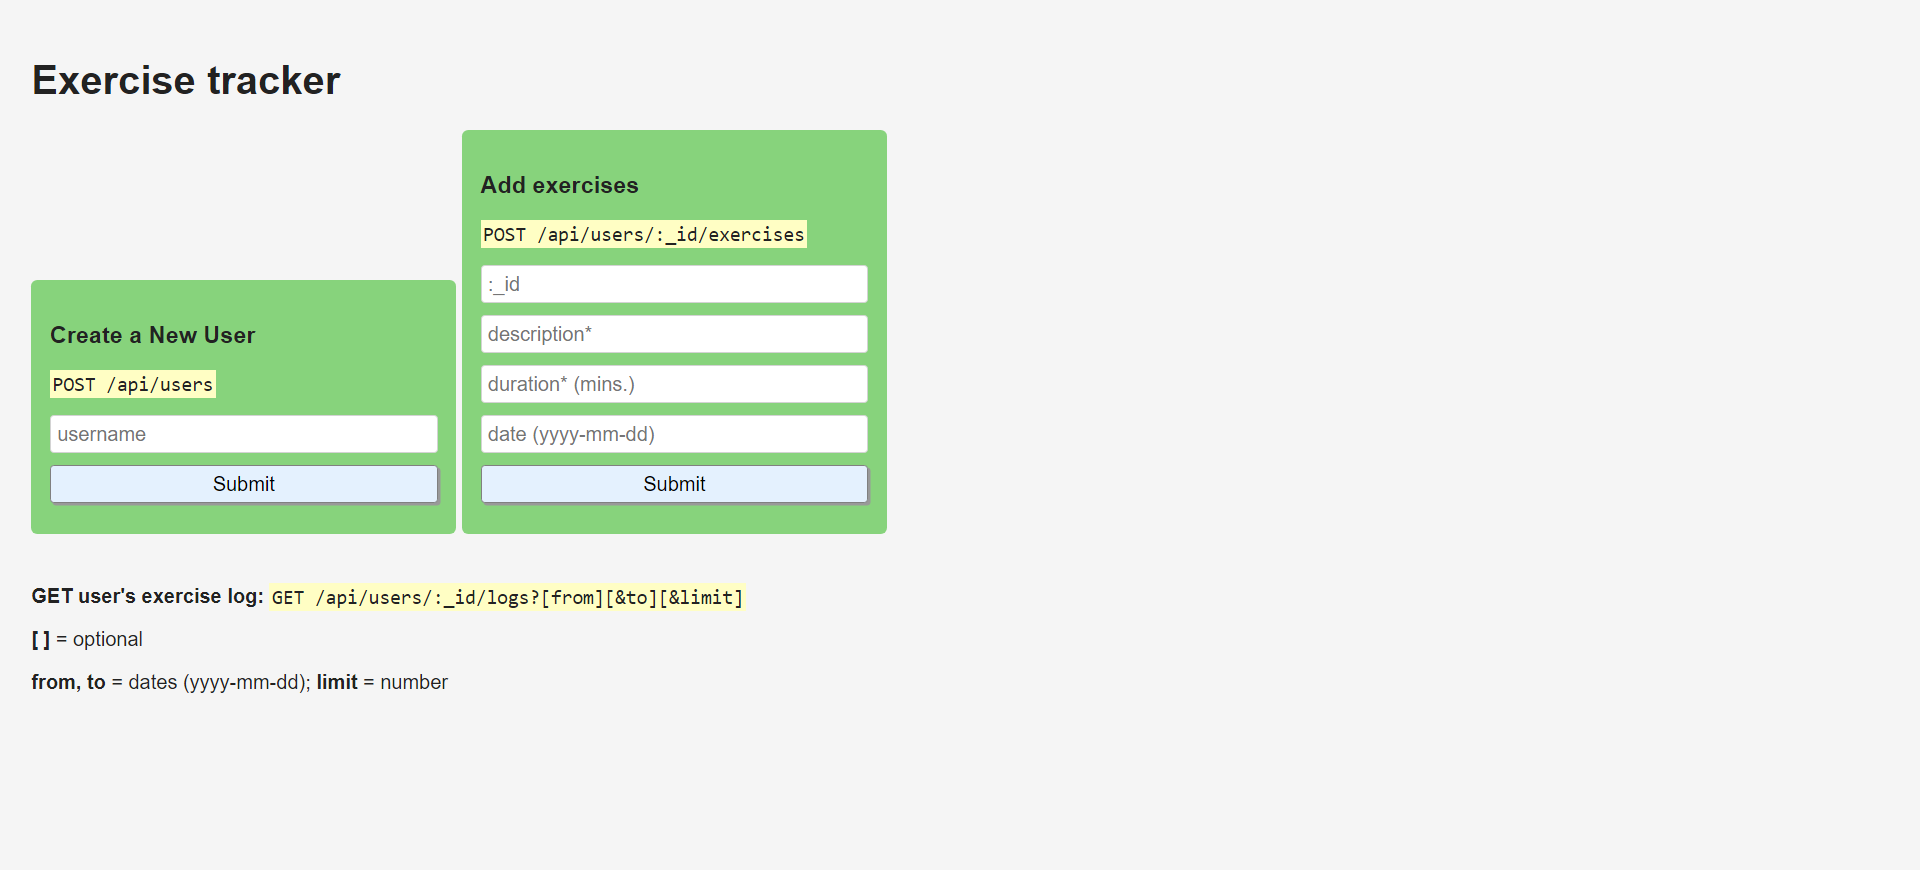 Exercise tracker
Create a New User
POST /api/users
username
Submit
Add exercises
POST /api/users/:_id/exercises
:_id
description*
duration* (mins.)
date (yyyy-mm-dd)
Submit
GET user's exercise log: GET /api/users/:_id/logs?[from][&to][&limit]
[ ] = optional
from, to = dates (yyyy-mm-dd); limit = number